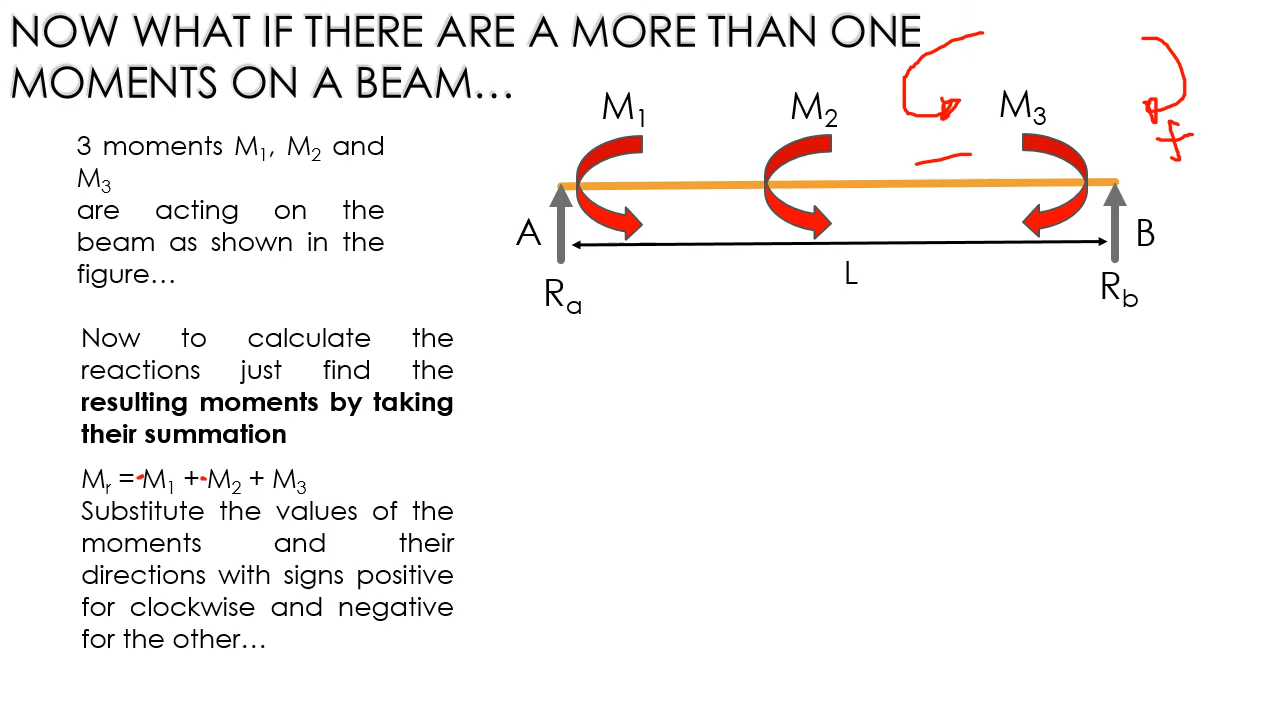 NOW WHAT IF THERE ARE A MORE THAN ONE
MOMENTS ON A BEAM…
3 moments M₁, M₂ and
M₃
are acting on the
beam as shown in the
figure…
Now to calculate the
reactions just find the
resulting moments by taking
their summation
Mᵣ = -M₁ + -M₂ + M₃
Substitute the values of the
moments and their
directions with signs positive
for clockwise and negative
for the other…
M₁ M₂ M₃
− +
A B
L
Rₐ R_b